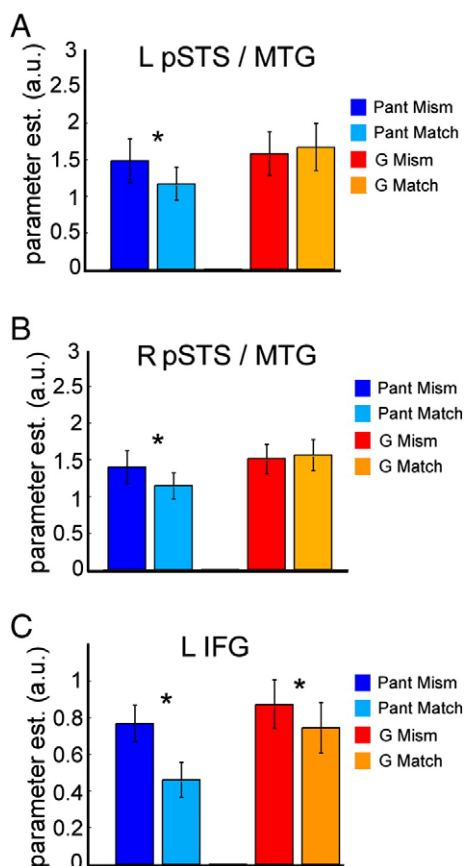 A
L pSTS / MTG
parameter est. (a.u.)
3
2.5
2
1.5
1
0.5
0
*
Pant Mism
Pant Match
G Mism
G Match
B
R pSTS / MTG
parameter est. (a.u.)
3
2.5
2
1.5
1
0.5
0
*
Pant Mism
Pant Match
G Mism
G Match
C
L IFG
parameter est. (a.u.)
1
0.8
0.6
0.4
0.2
0
*
*
Pant Mism
Pant Match
G Mism
G Match